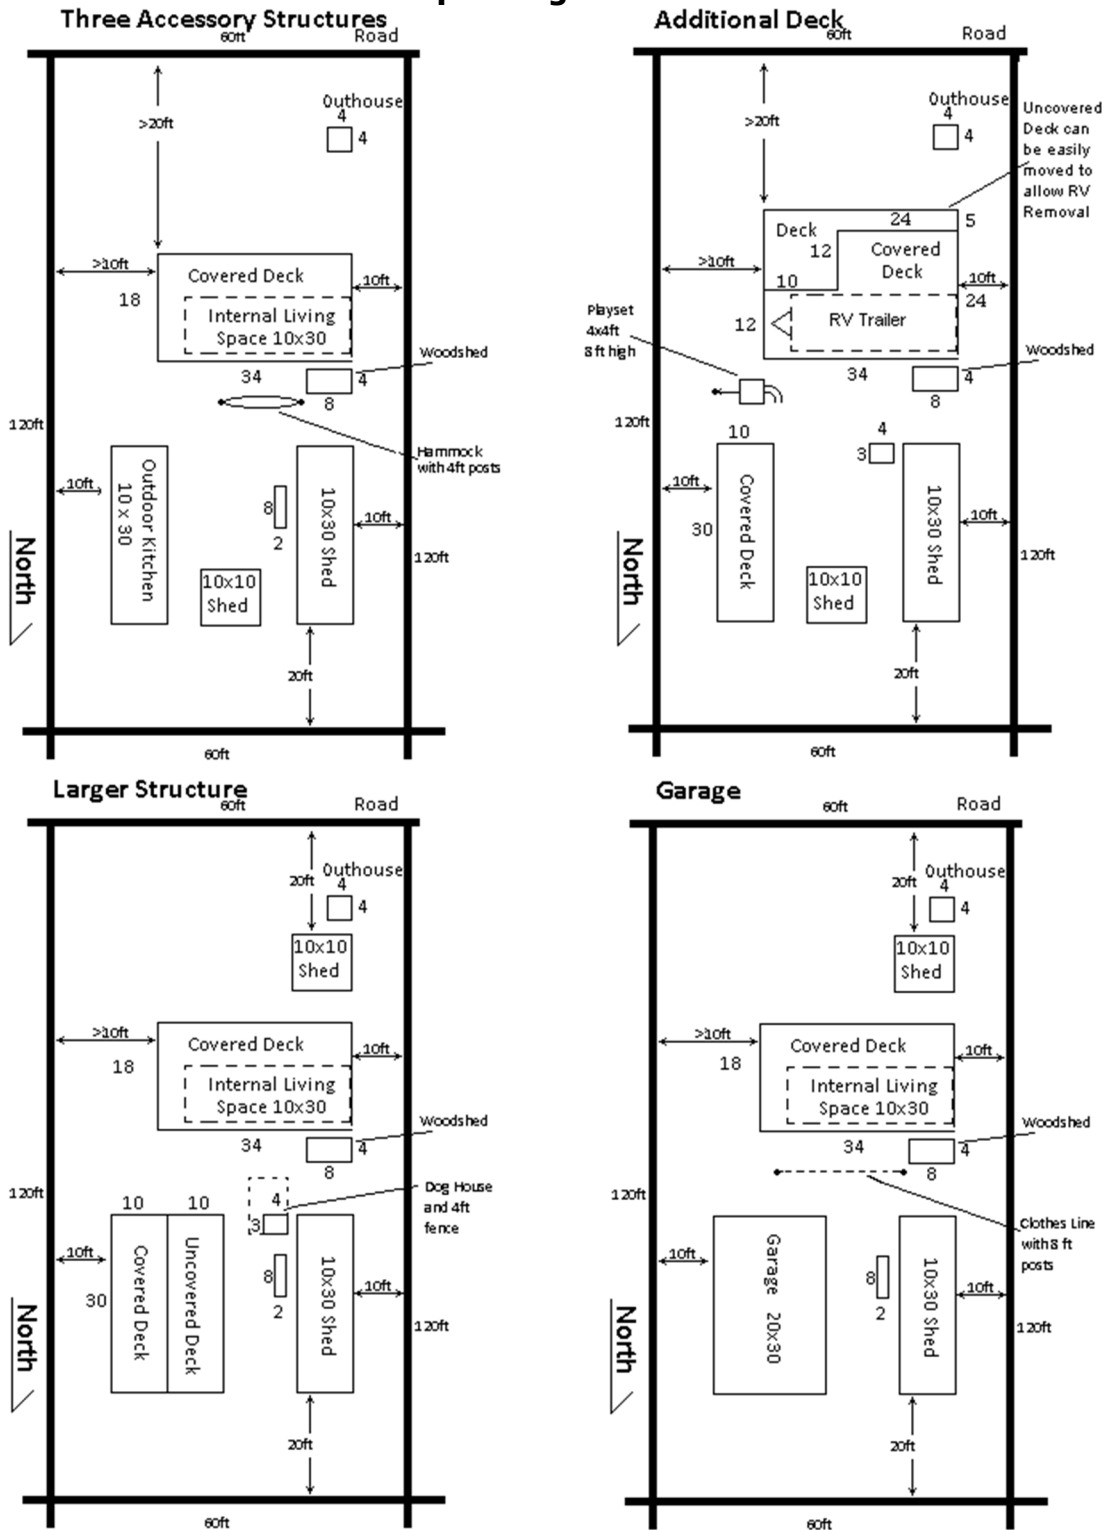 Three Accessory Structures
60ft
Road
Outhouse
4
4
>20ft
>10ft
18
Covered Deck
10ft
Internal Living
Space 10x30
Woodshed
34
4
8
120ft
Hammock
with 4ft posts
10ft
Outdoor Kitchen
10 x 30
8
2
10x30 Shed
10ft
North
120ft
10x10
Shed
20ft
60ft
Additional Deck
60ft
Road
Outhouse
4
4
Uncovered
Deck can
be easily
moved to
allow RV
Removal
>20ft
24
5
Deck
12
Covered
Deck
>10ft
10
10ft
24
Playset
4x4ft
8ft high
12
RV Trailer
Woodshed
34
4
8
120ft
10
4
3
10ft
30
Covered Deck
10x30 Shed
10ft
North
120ft
10x10
Shed
20ft
60ft
Larger Structure
60ft
Road
Outhouse
20ft
4
4
10x10
Shed
>10ft
18
Covered Deck
10ft
Internal Living
Space 10x30
Woodshed
34
4
8
120ft
Dog House
and 4ft
fence
10
10
4
3
10ft
30
Covered Deck
Uncovered Deck
8
2
10x30 Shed
10ft
North
120ft
20ft
60ft
Garage
60ft
Road
Outhouse
20ft
4
4
10x10
Shed
>10ft
18
Covered Deck
10ft
Internal Living
Space 10x30
Woodshed
34
4
8
120ft
Clothes Line
with 8 ft
posts
10ft
Garage 20x30
8
2
10x30 Shed
10ft
North
120ft
20ft
60ft